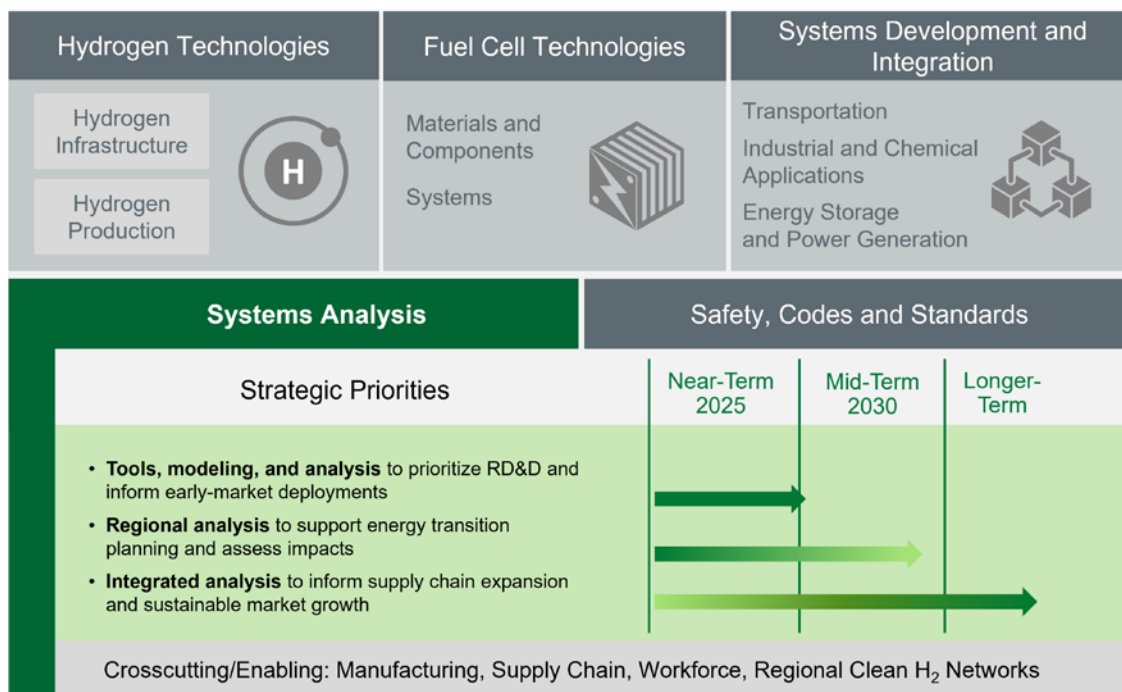 Hydrogen Technologies
Hydrogen
Infrastructure
Hydrogen
Production
H
Fuel Cell Technologies
Materials and
Components
Systems
Systems Development and
Integration
Transportation
Industrial and Chemical
Applications
Energy Storage
and Power Generation
Systems Analysis
Safety, Codes and Standards
Strategic Priorities
Near-Term
2025
Mid-Term
2030
Longer-
Term
• Tools, modeling, and analysis to prioritize RD&D and
inform early-market deployments
• Regional analysis to support energy transition
planning and assess impacts
• Integrated analysis to inform supply chain expansion
and sustainable market growth
Crosscutting/Enabling: Manufacturing, Supply Chain, Workforce, Regional Clean H₂ Networks